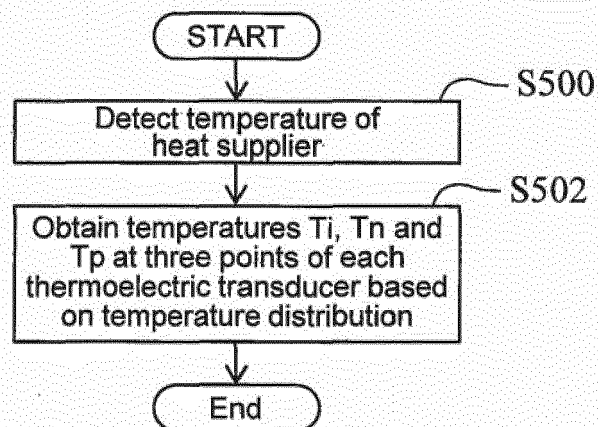 START
S500
Detect temperature of
heat supplier
S502
Obtain temperatures Ti, Tn and
Tp at three points of each
thermoelectric transducer based
on temperature distribution
End